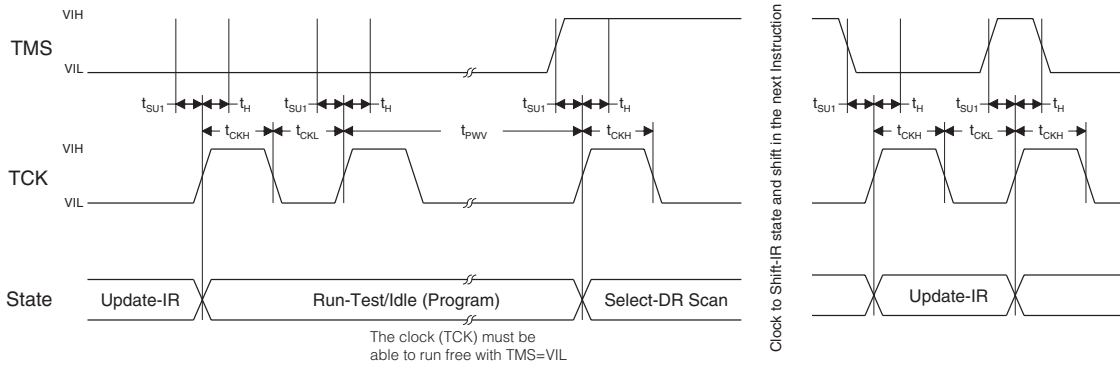 VIH
TMS
VIL
tSU1 tH tSU1 tH tSU1 tH tSU1 tH tSU1 tH
tCKH tCKL tPWV tCKH tCKH tCKL tCKH
VIH
TCK
VIL
State Update-IR Run-Test/Idle (Program) Select-DR Scan Update-IR
The clock (TCK) must be
able to run free with TMS=VIL
Clock to Shift-IR state and shift in the next Instruction